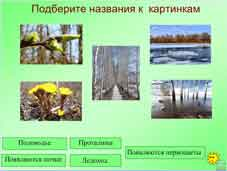 Подберите названия к картинкам
Половодье
Проталины
Появляются первоцветы
Появляются почки
Ледоход